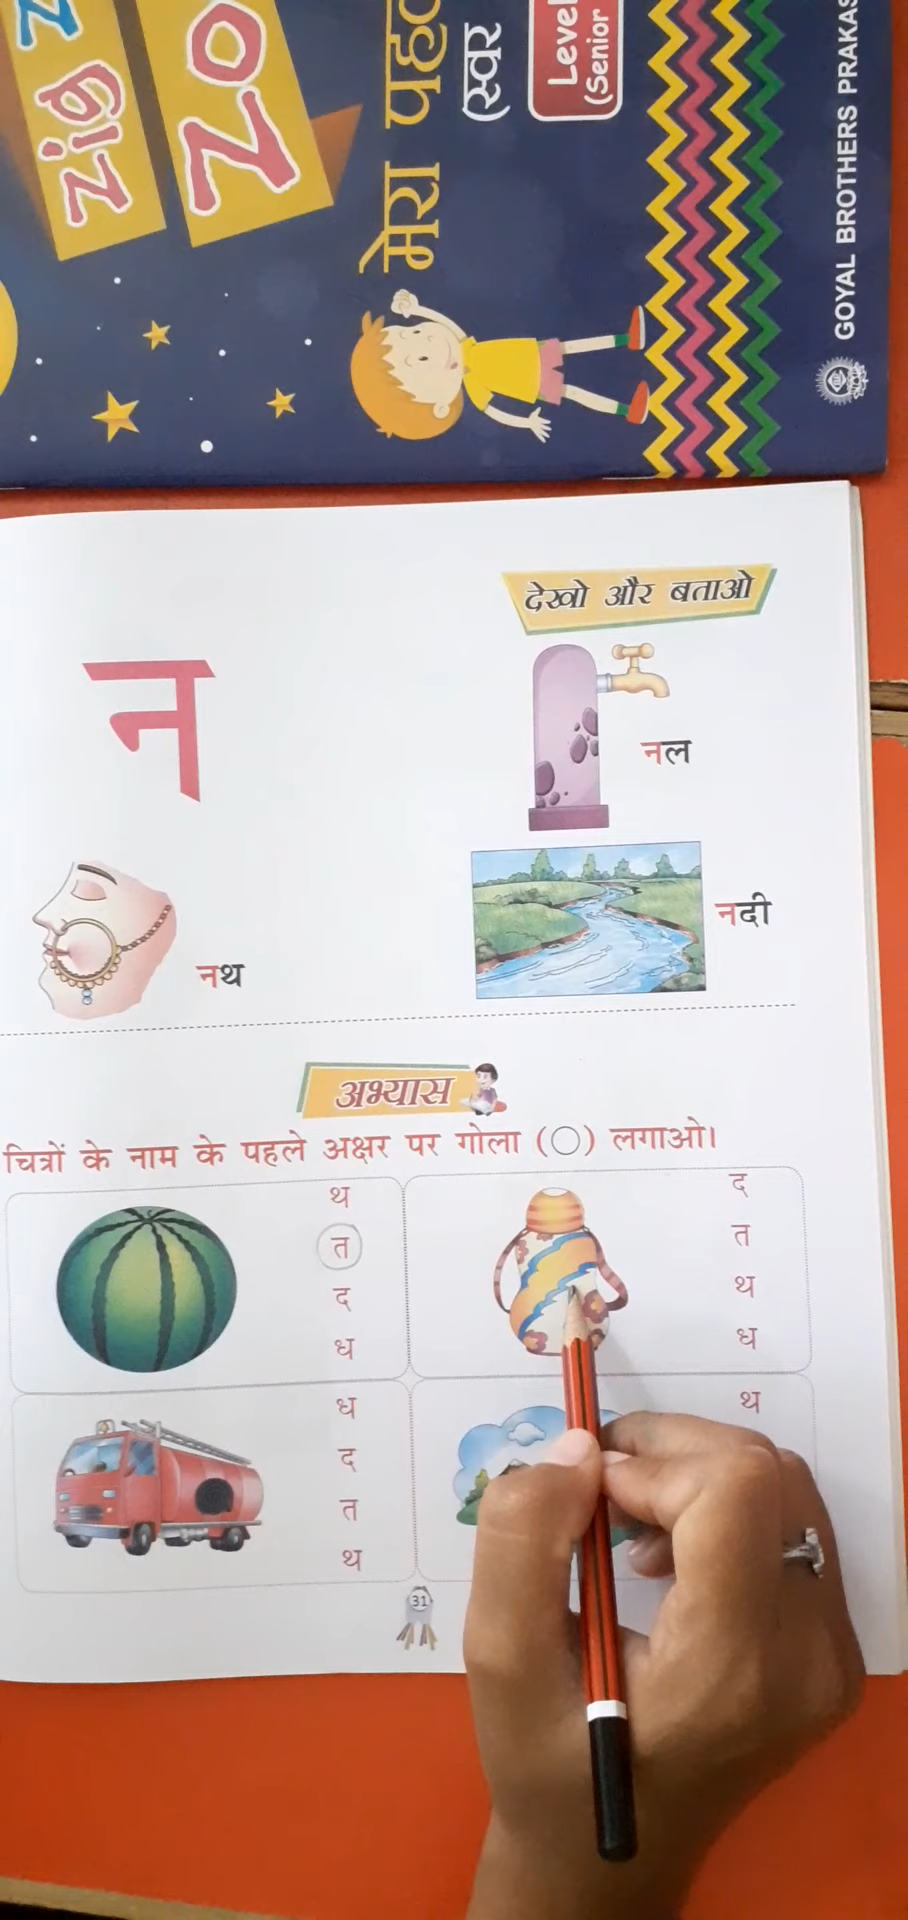 Zig Z
ZO
मेरा पहल
(स्वर
Level
(Senior
GOYAL BROTHERS PRAKAS
देखो और बताओ
न
नल
नदी
नथ
अभ्यास
चित्रों के नाम के पहले अक्षर पर गोला (○) लगाओ।
थ
त
द
ध
द
त
थ
ध
ध
द
त
थ
थ
31